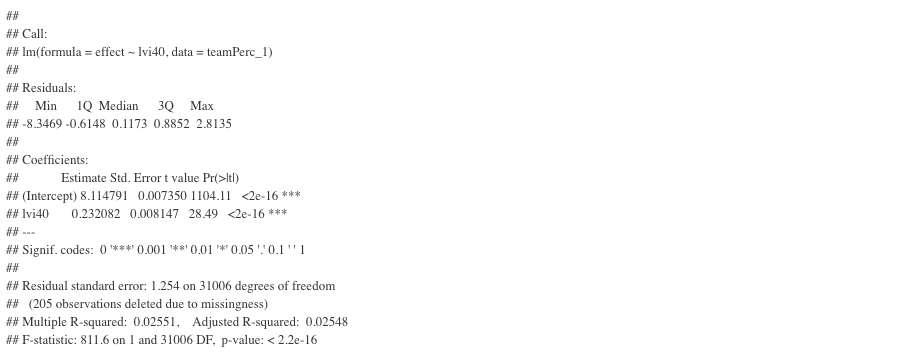 ##
## Call:
## lm(formula = effect ~ lvi40, data = teamPerc_1)
##
## Residuals:
##     Min      1Q  Median      3Q     Max
## -8.3469 -0.6148  0.1173  0.8852  2.8135
##
## Coefficients:
##             Estimate Std. Error t value Pr(>|t|)
## (Intercept) 8.114791   0.007350 1104.11   <2e-16 ***
## lvi40       0.232082   0.008147   28.49   <2e-16 ***
## ---
## Signif. codes:  0 '***' 0.001 '**' 0.01 '*' 0.05 '.' 0.1 ' ' 1
##
## Residual standard error: 1.254 on 31006 degrees of freedom
##   (205 observations deleted due to missingness)
## Multiple R-squared:  0.02551,    Adjusted R-squared:  0.02548
## F-statistic: 811.6 on 1 and 31006 DF,  p-value: < 2.2e-16